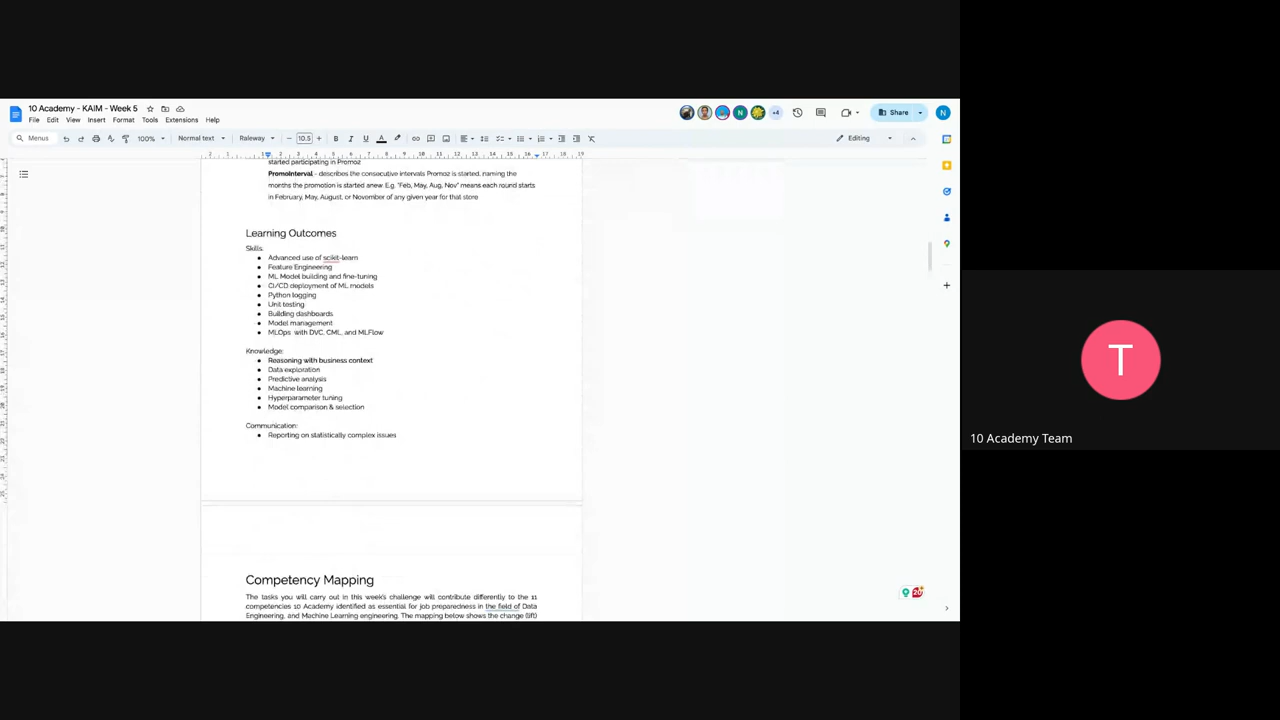 10 Academy - KAIM - Week 5
+4
Share
N
File Edit View Insert Format Tools Extensions Help
Menus 100% Normal text Raleway 10.5 Editing
started participating in Promo2
PromoInterval - describes the consecutive intervals Promo2 is started, naming the
months the promotion is started anew. E.g. "Feb, May, Aug, Nov" means each round starts
in February, May, August, or November of any given year for that store
Learning Outcomes
Skills:
● Advanced use of scikit-learn
● Feature Engineering
● ML Model building and fine-tuning
● CI/CD deployment of ML models
● Python logging
● Unit testing
● Building dashboards
● Model management
● MLOps with DVC, CML, and MLFlow
Knowledge:
● Reasoning with business context
● Data exploration
● Predictive analysis
● Machine learning
● Hyperparameter tuning
● Model comparison & selection
Communication:
● Reporting on statistically complex issues
Competency Mapping
The tasks you will carry out in this week's challenge will contribute differently to the 11
competencies 10 Academy identified as essential for job preparedness in the field of Data
Engineering, and Machine Learning engineering. The mapping below shows the change (lift)
T
10 Academy Team